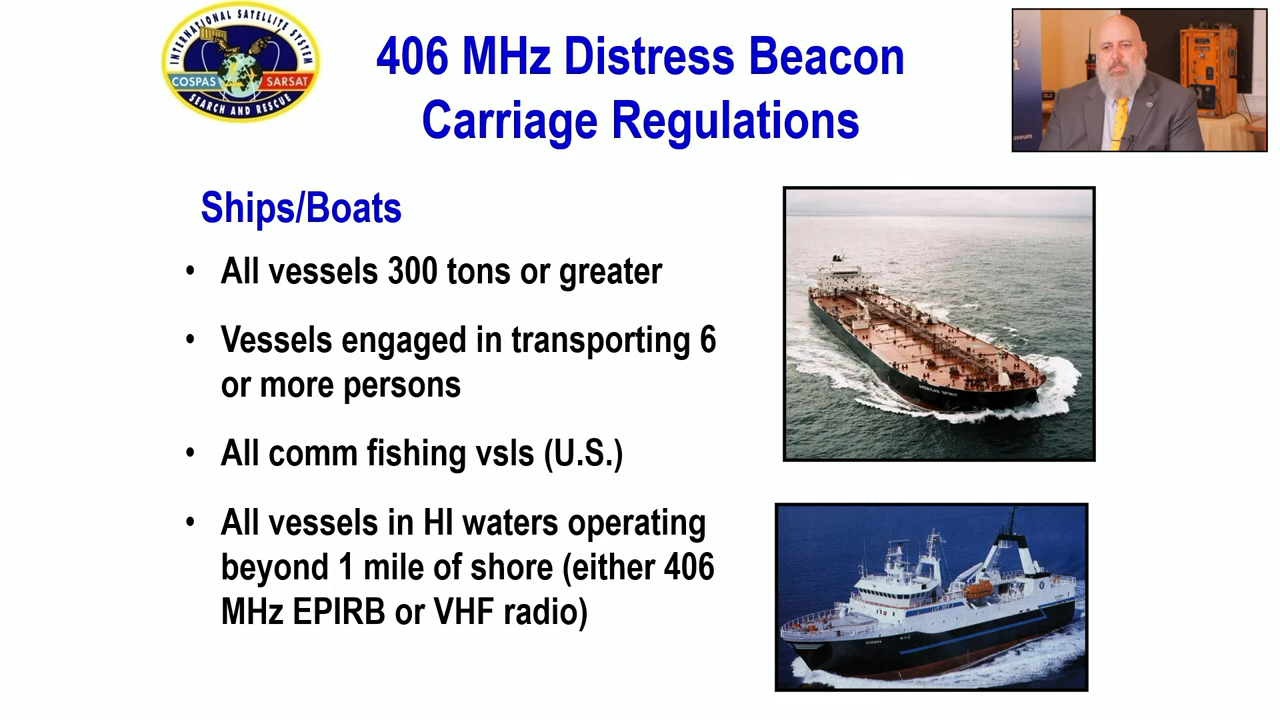 INTERNATIONAL SATELLITE SYSTEM
COSPAS SARSAT
SEARCH AND RESCUE
406 MHz Distress Beacon
Carriage Regulations
Ships/Boats
• All vessels 300 tons or greater
• Vessels engaged in transporting 6
or more persons
• All comm fishing vsls (U.S.)
• All vessels in HI waters operating
beyond 1 mile of shore (either 406
MHz EPIRB or VHF radio)